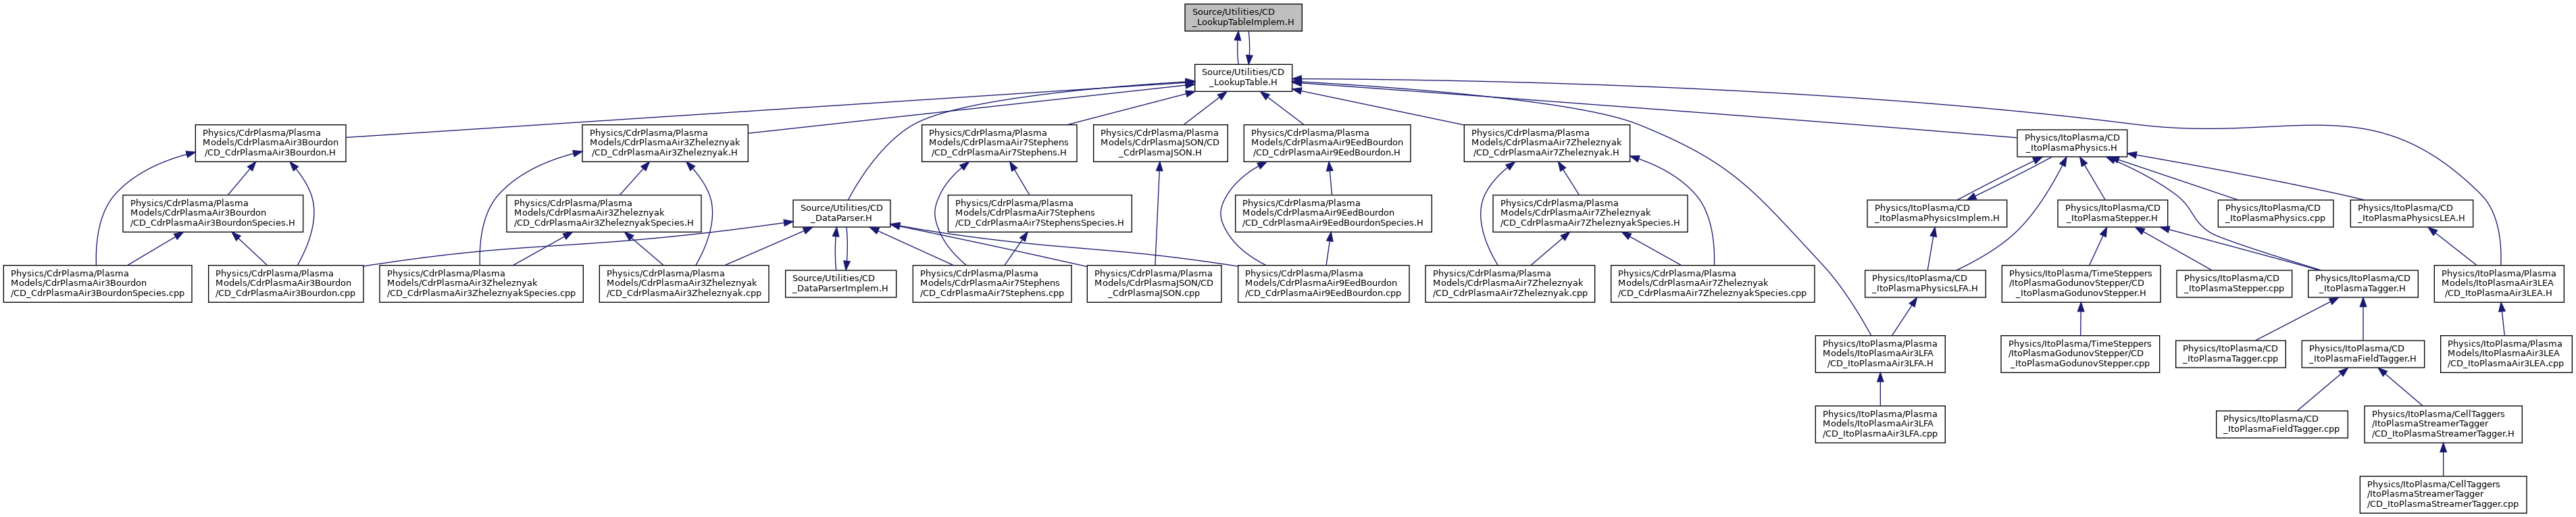 Source/Utilities/CD
_LookupTableImplem.H
Source/Utilities/CD
_LookupTable.H
Physics/CdrPlasma/Plasma
Models/CdrPlasmaAir3Bourdon
/CD_CdrPlasmaAir3Bourdon.H
Physics/CdrPlasma/Plasma
Models/CdrPlasmaAir3Zheleznyak
/CD_CdrPlasmaAir3Zheleznyak.H
Physics/CdrPlasma/Plasma
Models/CdrPlasmaAir7Stephens
/CD_CdrPlasmaAir7Stephens.H
Physics/CdrPlasma/Plasma
Models/CdrPlasmaJSON/CD
_CdrPlasmaJSON.H
Physics/CdrPlasma/Plasma
Models/CdrPlasmaAir9EedBourdon
/CD_CdrPlasmaAir9EedBourdon.H
Physics/CdrPlasma/Plasma
Models/CdrPlasmaAir7Zheleznyak
/CD_CdrPlasmaAir7Zheleznyak.H
Physics/ItoPlasma/CD
_ItoPlasmaPhysics.H
Physics/CdrPlasma/Plasma
Models/CdrPlasmaAir3Bourdon
/CD_CdrPlasmaAir3BourdonSpecies.H
Physics/CdrPlasma/Plasma
Models/CdrPlasmaAir3Zheleznyak
/CD_CdrPlasmaAir3ZheleznyakSpecies.H
Source/Utilities/CD
_DataParser.H
Physics/CdrPlasma/Plasma
Models/CdrPlasmaAir7Stephens
/CD_CdrPlasmaAir7StephensSpecies.H
Physics/CdrPlasma/Plasma
Models/CdrPlasmaAir9EedBourdon
/CD_CdrPlasmaAir9EedBourdonSpecies.H
Physics/CdrPlasma/Plasma
Models/CdrPlasmaAir7Zheleznyak
/CD_CdrPlasmaAir7ZheleznyakSpecies.H
Physics/ItoPlasma/CD
_ItoPlasmaPhysicsImplem.H
Physics/ItoPlasma/CD
_ItoPlasmaStepper.H
Physics/ItoPlasma/CD
_ItoPlasmaPhysics.cpp
Physics/ItoPlasma/CD
_ItoPlasmaPhysicsLEA.H
Physics/CdrPlasma/Plasma
Models/CdrPlasmaAir3Bourdon
/CD_CdrPlasmaAir3BourdonSpecies.cpp
Physics/CdrPlasma/Plasma
Models/CdrPlasmaAir3Bourdon
/CD_CdrPlasmaAir3Bourdon.cpp
Physics/CdrPlasma/Plasma
Models/CdrPlasmaAir3Zheleznyak
/CD_CdrPlasmaAir3ZheleznyakSpecies.cpp
Physics/CdrPlasma/Plasma
Models/CdrPlasmaAir3Zheleznyak
/CD_CdrPlasmaAir3Zheleznyak.cpp
Source/Utilities/CD
_DataParserImplem.H
Physics/CdrPlasma/Plasma
Models/CdrPlasmaAir7Stephens
/CD_CdrPlasmaAir7Stephens.cpp
Physics/CdrPlasma/Plasma
Models/CdrPlasmaJSON/CD
_CdrPlasmaJSON.cpp
Physics/CdrPlasma/Plasma
Models/CdrPlasmaAir9EedBourdon
/CD_CdrPlasmaAir9EedBourdon.cpp
Physics/CdrPlasma/Plasma
Models/CdrPlasmaAir7Zheleznyak
/CD_CdrPlasmaAir7Zheleznyak.cpp
Physics/CdrPlasma/Plasma
Models/CdrPlasmaAir7Zheleznyak
/CD_CdrPlasmaAir7ZheleznyakSpecies.cpp
Physics/ItoPlasma/CD
_ItoPlasmaPhysicsLFA.H
Physics/ItoPlasma/TimeSteppers
/ItoPlasmaGodunovStepper/CD
_ItoPlasmaGodunovStepper.H
Physics/ItoPlasma/CD
_ItoPlasmaStepper.cpp
Physics/ItoPlasma/CD
_ItoPlasmaTagger.H
Physics/ItoPlasma/Plasma
Models/ItoPlasmaAir3LEA
/CD_ItoPlasmaAir3LEA.H
Physics/ItoPlasma/Plasma
Models/ItoPlasmaAir3LFA
/CD_ItoPlasmaAir3LFA.H
Physics/ItoPlasma/TimeSteppers
/ItoPlasmaGodunovStepper/CD
_ItoPlasmaGodunovStepper.cpp
Physics/ItoPlasma/CD
_ItoPlasmaTagger.cpp
Physics/ItoPlasma/CD
_ItoPlasmaFieldTagger.H
Physics/ItoPlasma/Plasma
Models/ItoPlasmaAir3LEA
/CD_ItoPlasmaAir3LEA.cpp
Physics/ItoPlasma/Plasma
Models/ItoPlasmaAir3LFA
/CD_ItoPlasmaAir3LFA.cpp
Physics/ItoPlasma/CD
_ItoPlasmaFieldTagger.cpp
Physics/ItoPlasma/CellTaggers
/ItoPlasmaStreamerTagger
/CD_ItoPlasmaStreamerTagger.H
Physics/ItoPlasma/CellTaggers
/ItoPlasmaStreamerTagger
/CD_ItoPlasmaStreamerTagger.cpp